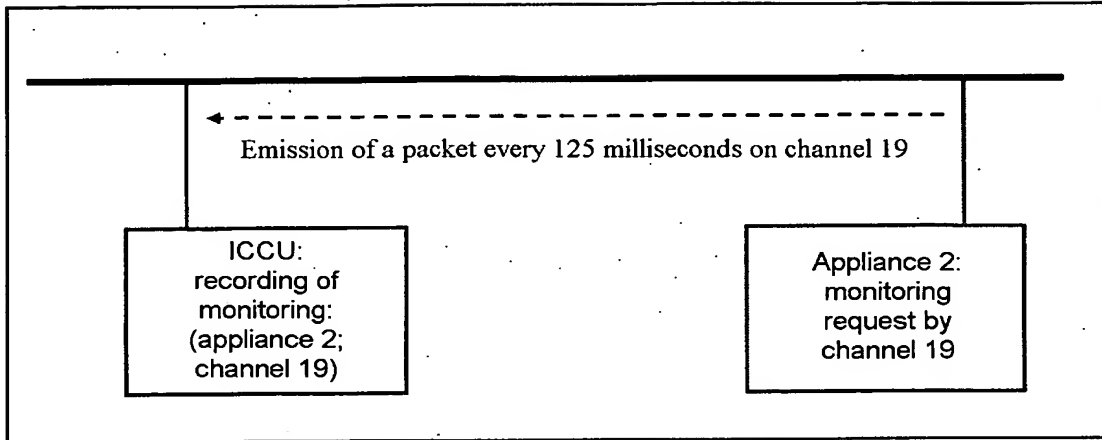 Emission of a packet every 125 milliseconds on channel 19
ICCU:
recording of
monitoring:
(appliance 2;
channel 19)
Appliance 2:
monitoring
request by
channel 19